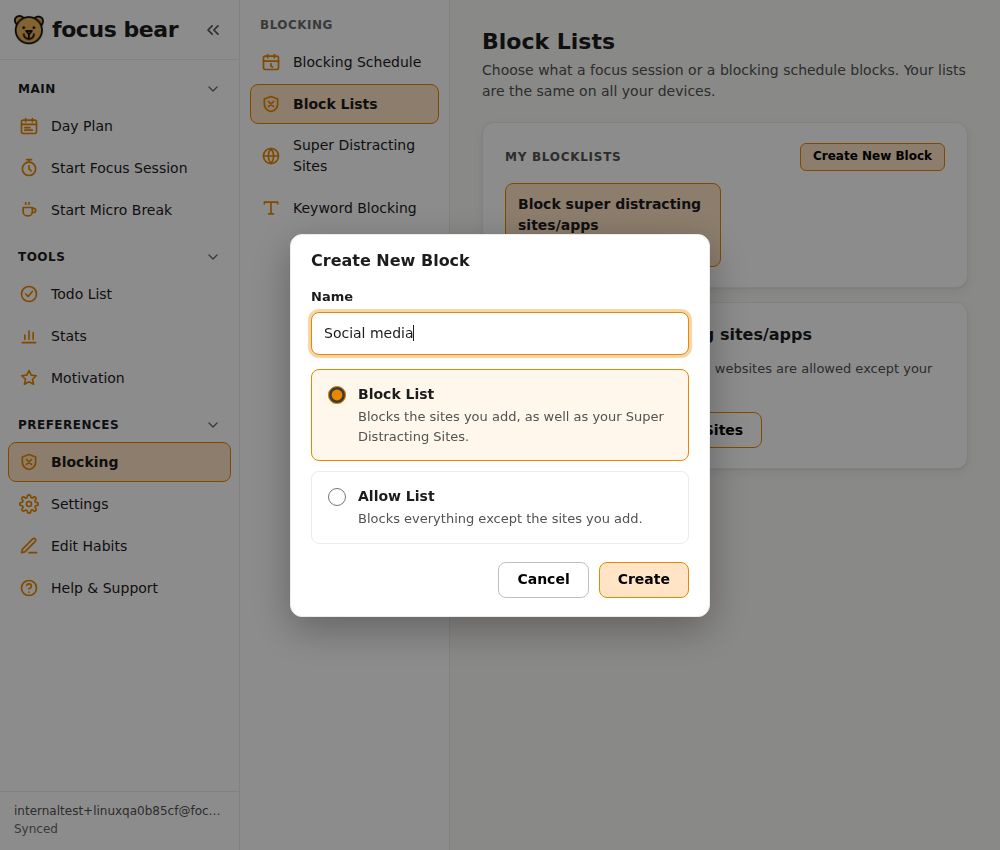 focus bear
MAIN
Day Plan
Start Focus Session
Start Micro Break
TOOLS
Todo List
Stats
Motivation
PREFERENCES
Blocking
Settings
Edit Habits
Help & Support
internaltest+linuxqa0b85cf@foc...
Synced
BLOCKING
Blocking Schedule
Block Lists
Super Distracting
Sites
Keyword Blocking
Block Lists
Choose what a focus session or a blocking schedule blocks. Your lists
are the same on all your devices.
MY BLOCKLISTS
Create New Block
Block super distracting
sites/apps
sites/apps
websites are allowed except your
Sites
Create New Block
Name
Social media
Block List
Blocks the sites you add, as well as your Super
Distracting Sites.
Allow List
Blocks everything except the sites you add.
Cancel
Create